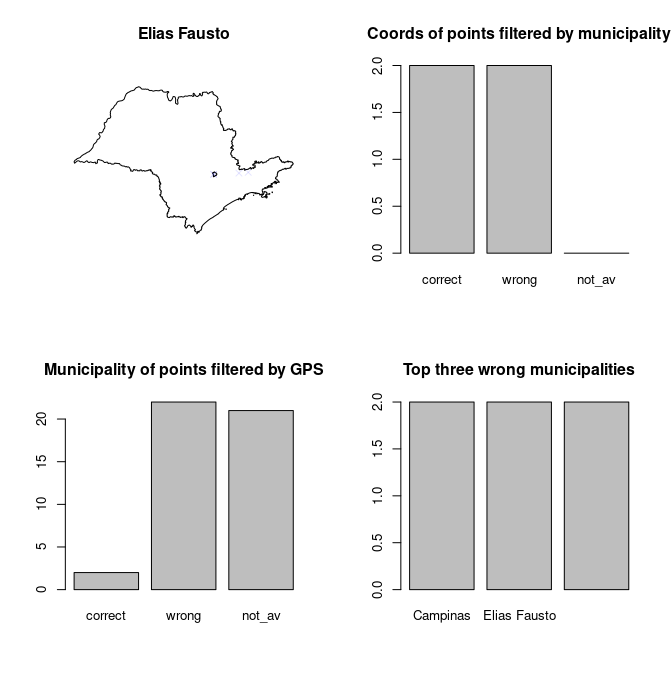 Elias Fausto
Coords of points filtered by municipality
2.0
1.5
1.0
0.5
0.0
correct wrong not_av
Municipality of points filtered by GPS
20
15
10
5
0
correct wrong not_av
Top three wrong municipalities
2.0
1.5
1.0
0.5
0.0
Campinas Elias Fausto